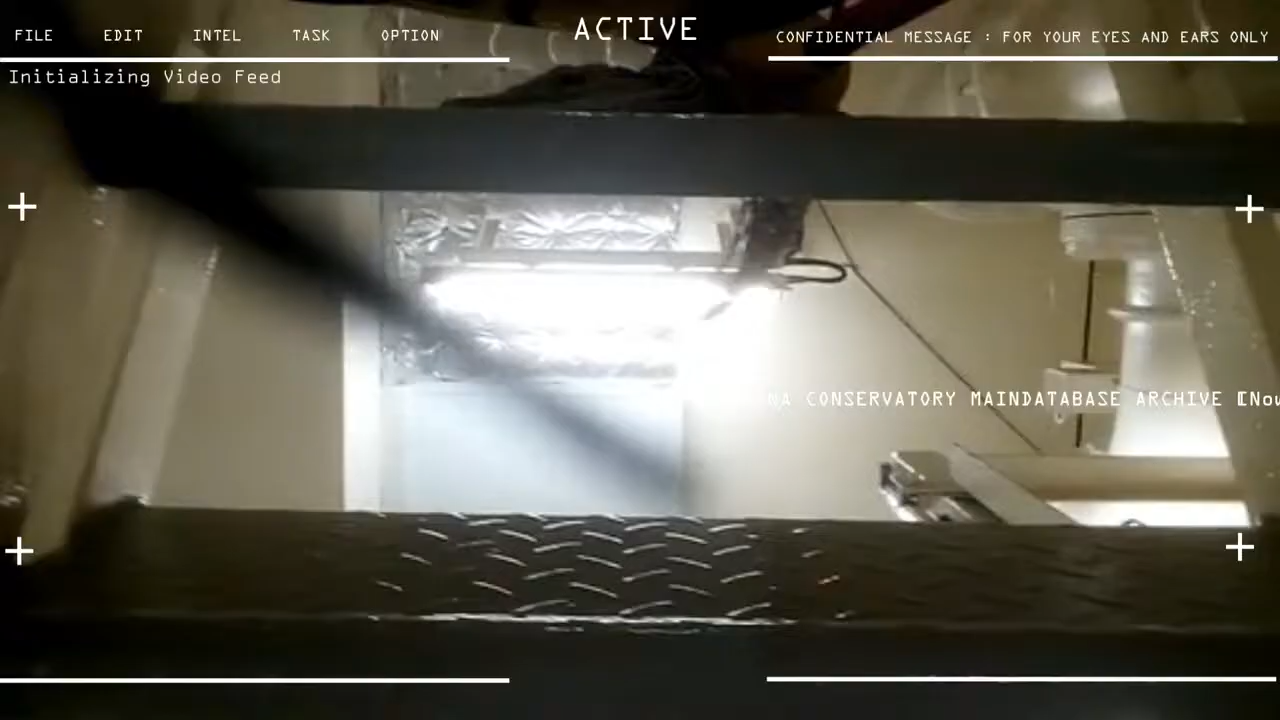 FILE EDIT INTEL TASK OPTION
ACTIVE
CONFIDENTIAL MESSAGE : FOR YOUR EYES AND EARS ONLY
Initializing Video Feed
CONSERVATORY MAINDATABASE ARCHIVE